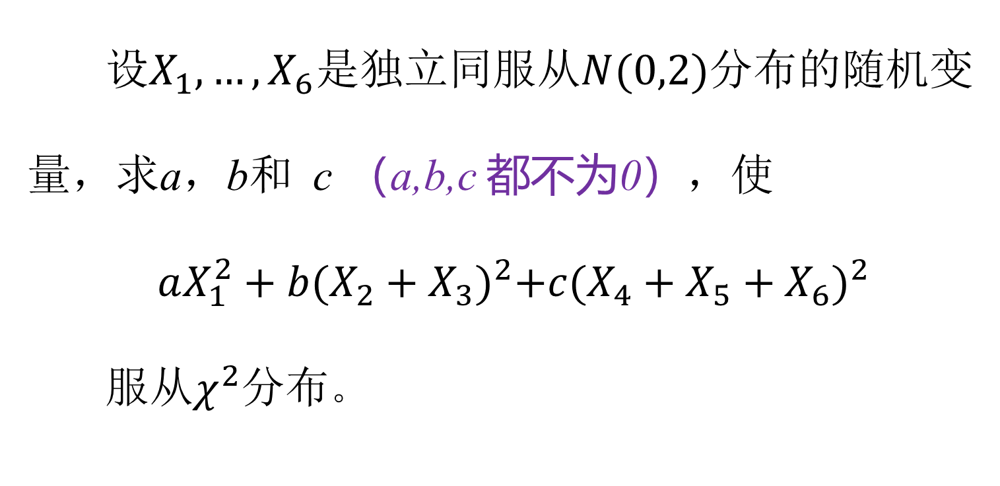 设X₁, … , X₆是独立同服从N(0,2)分布的随机变
量，求a，b和 c （a,b,c 都不为0），使
aX₁² + b(X₂ + X₃)²+c(X₄ + X₅ + X₆)²
服从χ²分布。